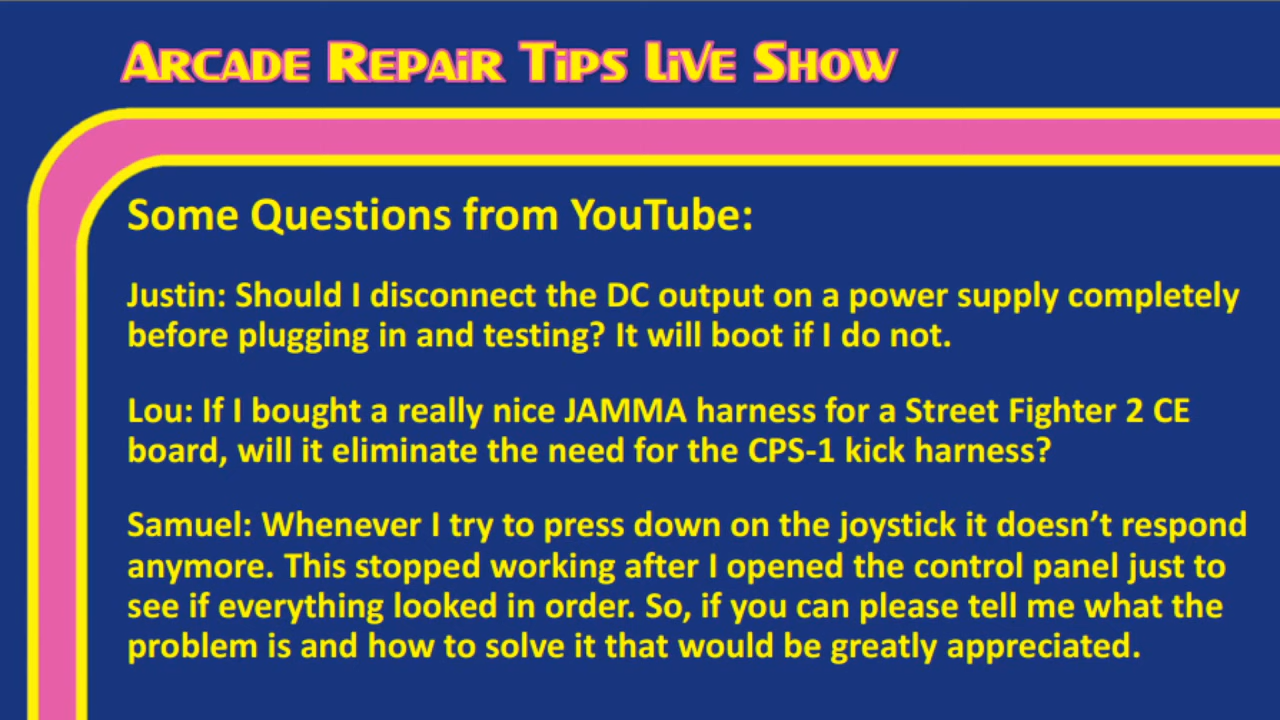 Arcade Repair Tips Live Show
Some Questions from YouTube:
Justin: Should I disconnect the DC output on a power supply completely
before plugging in and testing? It will boot if I do not.
Lou: If I bought a really nice JAMMA harness for a Street Fighter 2 CE
board, will it eliminate the need for the CPS-1 kick harness?
Samuel: Whenever I try to press down on the joystick it doesn’t respond
anymore. This stopped working after I opened the control panel just to
see if everything looked in order. So, if you can please tell me what the
problem is and how to solve it that would be greatly appreciated.